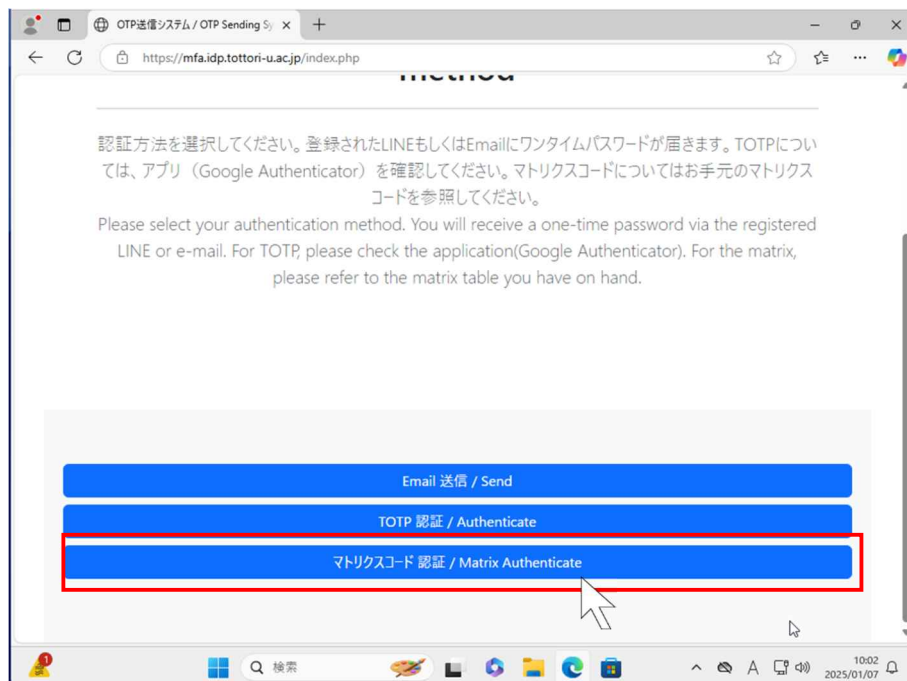 OTP送信システム / OTP Sending Sy
https://mfa.idp.tottori-u.ac.jp/index.php
method
認証方法を選択してください。登録されたLINEもしくはEmailにワンタイムパスワードが届きます。TOTPについ
ては、アプリ（Google Authenticator）を確認してください。マトリクスコードについてはお手元のマトリクス
コードを参照してください。
Please select your authentication method. You will receive a one-time password via the registered
LINE or e-mail. For TOTP, please check the application(Google Authenticator). For the matrix,
please refer to the matrix table you have on hand.
Email 送信 / Send
TOTP 認証 / Authenticate
マトリクスコード 認証 / Matrix Authenticate
1
検索
A
10:02
2025/01/07